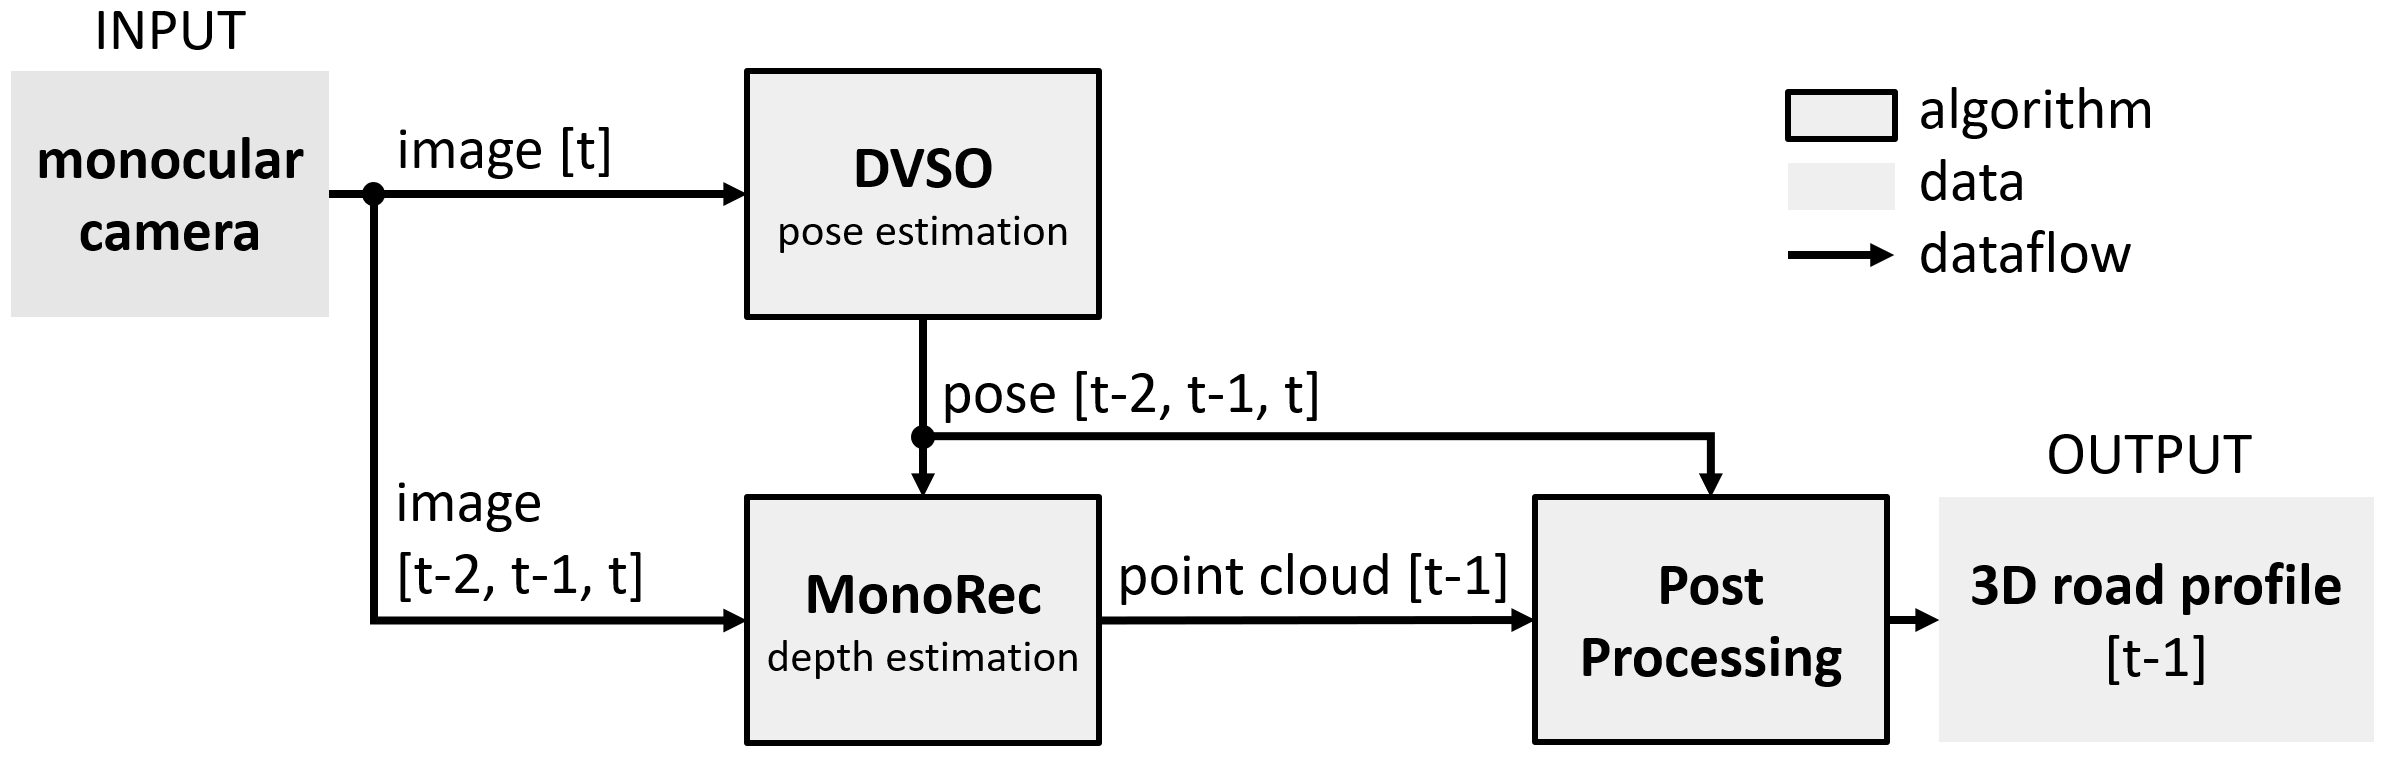 INPUT
monocular
camera
image [t]
DVSO
pose estimation
algorithm
data
dataflow
pose [t-2, t-1, t]
image
[t-2, t-1, t]
MonoRec
depth estimation
point cloud [t-1]
Post
Processing
OUTPUT
3D road profile
[t-1]